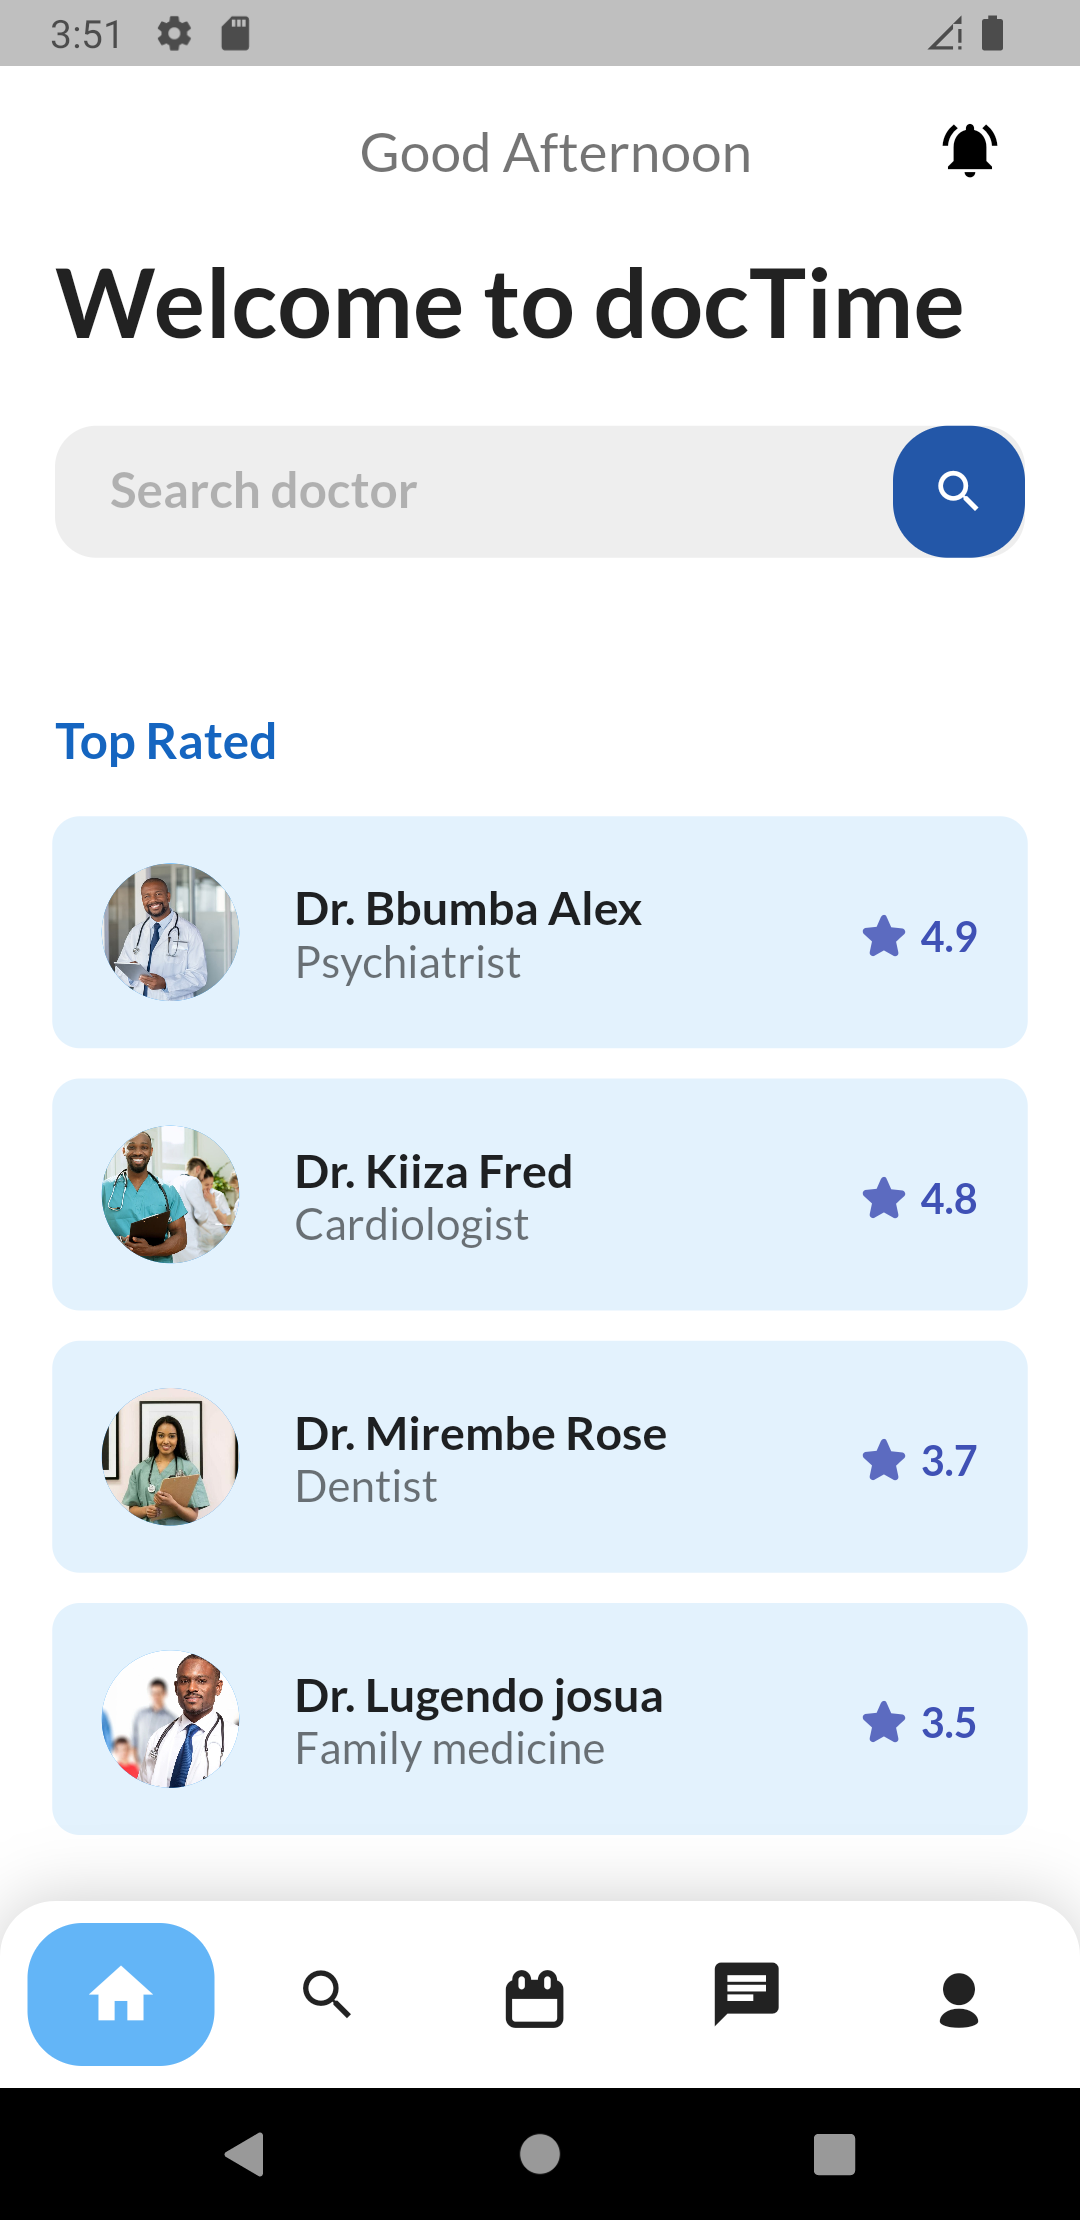 3:51
Good Afternoon
Welcome to docTime
Search doctor
Top Rated
Dr. Bbumba Alex
Psychiatrist
4.9
Dr. Kiiza Fred
Cardiologist
4.8
Dr. Mirembe Rose
Dentist
3.7
Dr. Lugendo josua
Family medicine
3.5